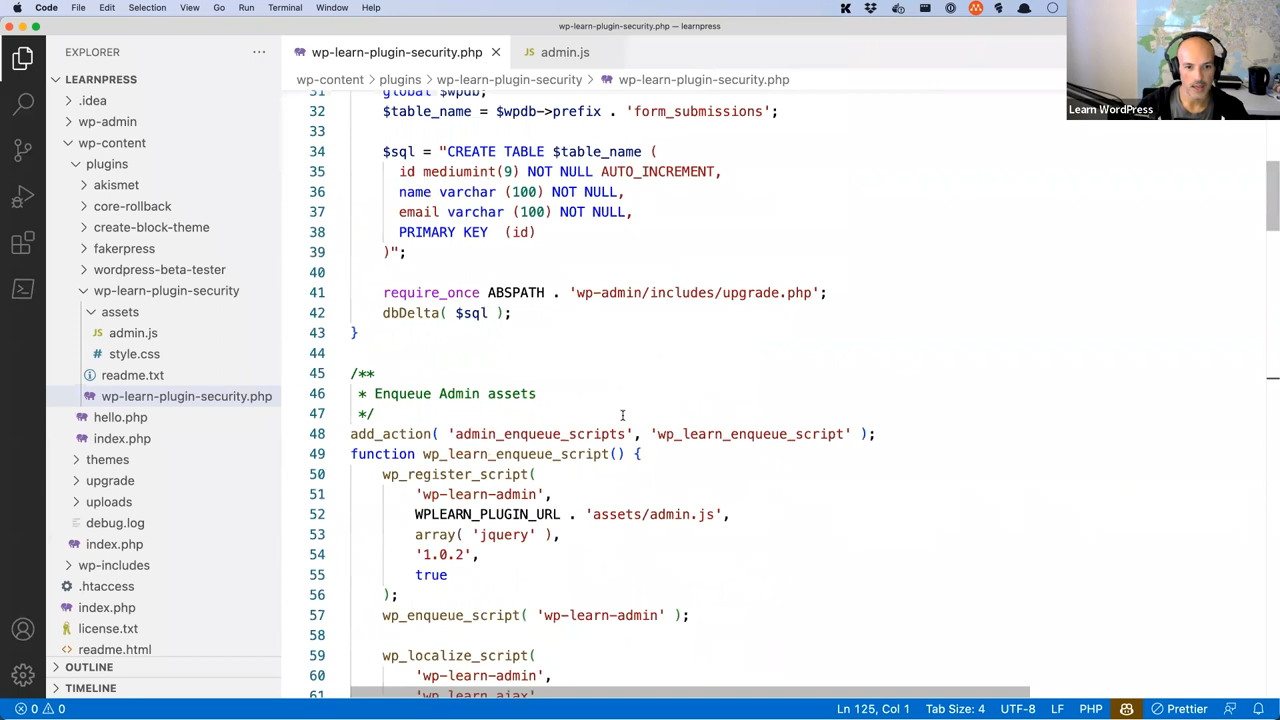 Code File Edit Selection View Go Run Terminal Window Help
wp-learn-plugin-security.php — learnpress
EXPLORER
LEARNPRESS
.idea
wp-admin
wp-content
plugins
akismet
core-rollback
create-block-theme
fakerpress
wordpress-beta-tester
wp-learn-plugin-security
assets
JS admin.js
# style.css
readme.txt
wp-learn-plugin-security.php
hello.php
index.php
themes
upgrade
uploads
debug.log
index.php
wp-includes
.htaccess
index.php
license.txt
readme.html
OUTLINE
TIMELINE
wp-learn-plugin-security.php
JS admin.js
wp-content > plugins > wp-learn-plugin-security > wp-learn-plugin-security.php
31 global $wpdb;
32 $table_name = $wpdb->prefix . 'form_submissions';
33
34 $sql = "CREATE TABLE $table_name (
35 id mediumint(9) NOT NULL AUTO_INCREMENT,
36 name varchar (100) NOT NULL,
37 email varchar (100) NOT NULL,
38 PRIMARY KEY  (id)
39 )";
40
41 require_once ABSPATH . 'wp-admin/includes/upgrade.php';
42 dbDelta( $sql );
43 }
44
45 /**
46 * Enqueue Admin assets
47 */
48 add_action( 'admin_enqueue_scripts', 'wp_learn_enqueue_script' );
49 function wp_learn_enqueue_script() {
50 wp_register_script(
51 'wp-learn-admin',
52 WPLEARN_PLUGIN_URL . 'assets/admin.js',
53 array( 'jquery' ),
54 '1.0.2',
55 true
56 );
57 wp_enqueue_script( 'wp-learn-admin' );
58
59 wp_localize_script(
60 'wp-learn-admin',
61 'wp_learn_ajax'
Learn WordPress
0 0
Ln 125, Col 1 Tab Size: 4 UTF-8 LF PHP Prettier